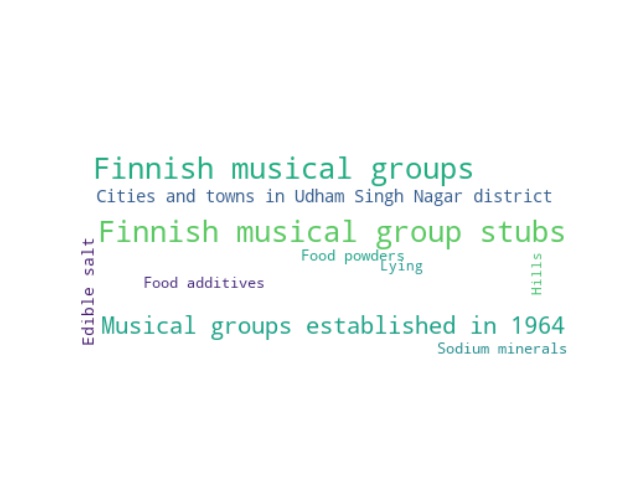 Finnish musical groups
Cities and towns in Udham Singh Nagar district
Finnish musical group stubs
Food powders
Lying
Hills
Food additives
Edible salt
Musical groups established in 1964
Sodium minerals